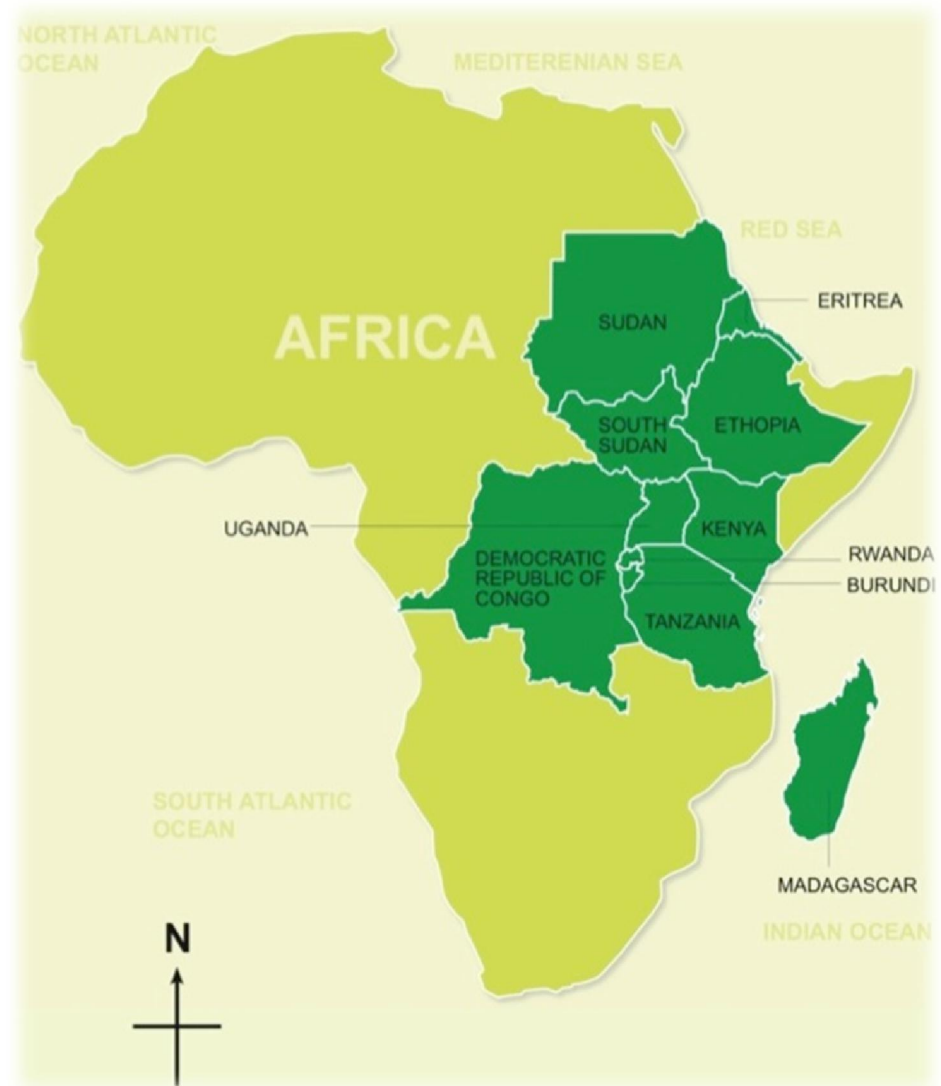 NORTH ATLANTIC
OCEAN
MEDITERENIAN SEA
RED SEA
ERITREA
SUDAN
AFRICA
SOUTH
SUDAN
ETHOPIA
UGANDA
KENYA
DEMOCRATIC
REPUBLIC OF
CONGO
RWANDA
BURUNDI
TANZANIA
SOUTH ATLANTIC
OCEAN
MADAGASCAR
INDIAN OCEAN
N